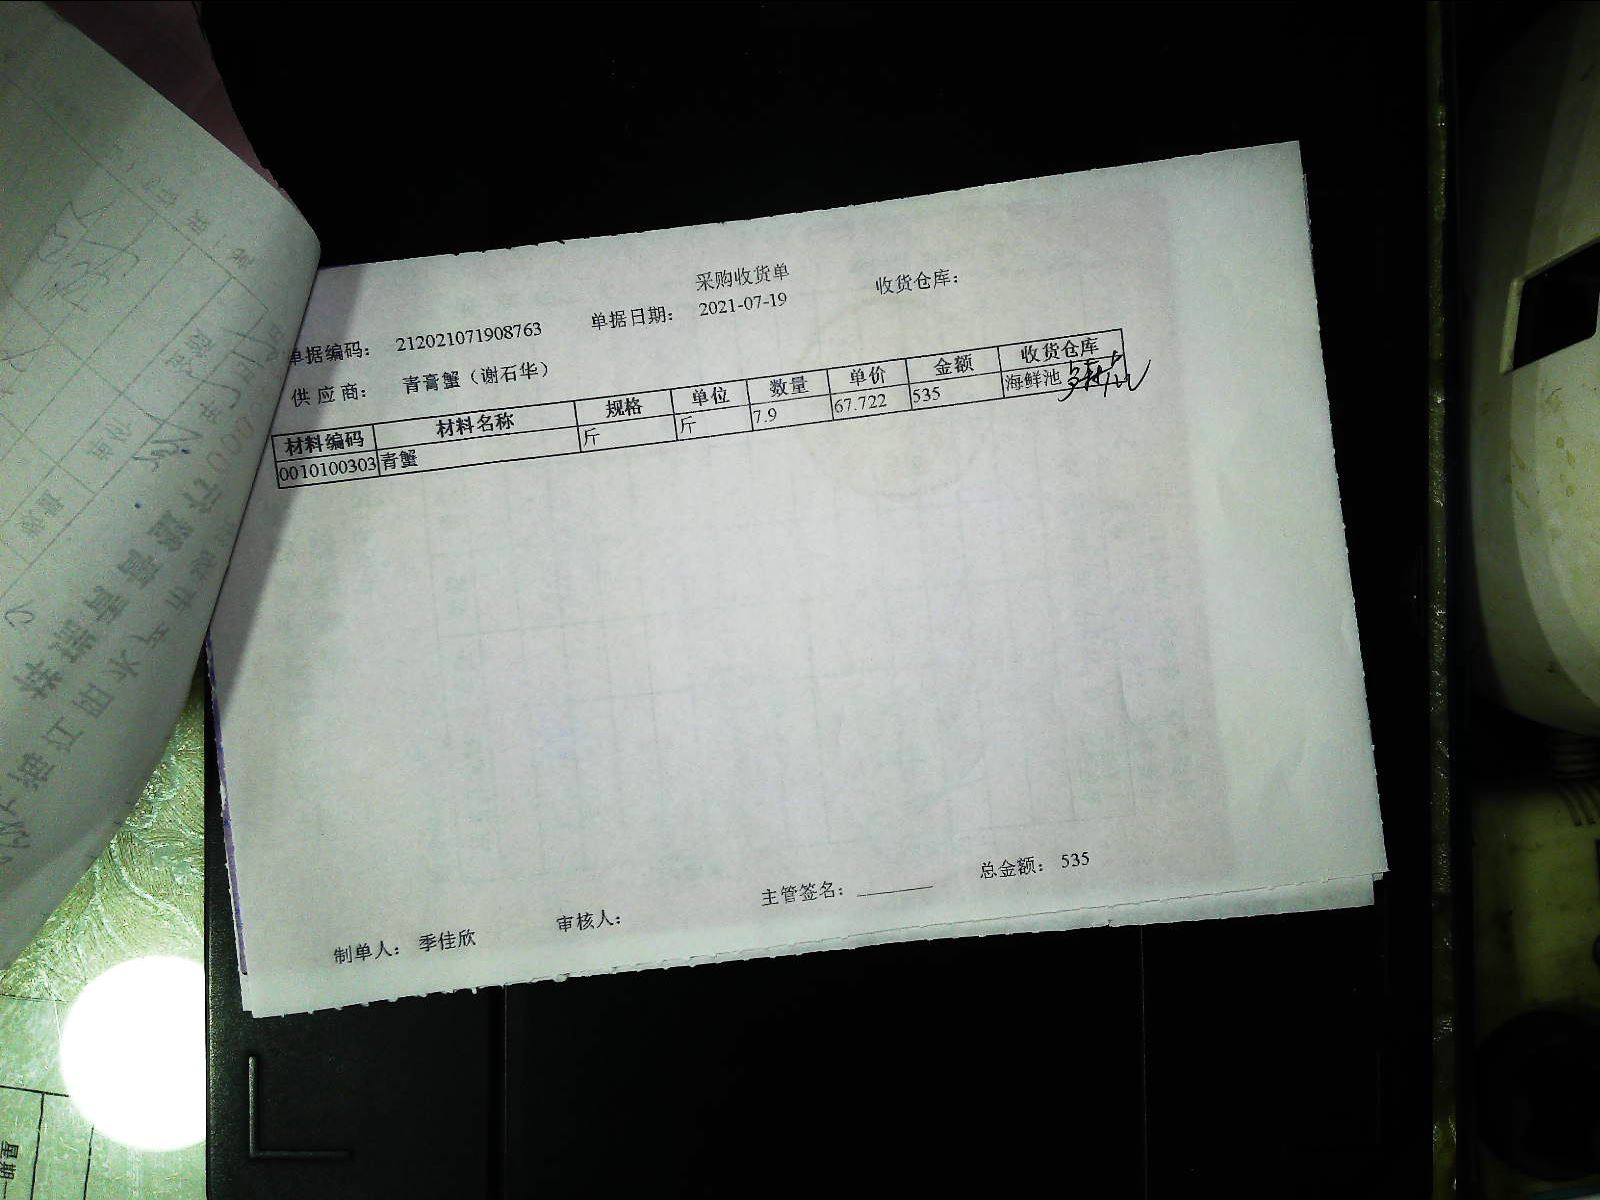 采购收货单
单据编码: 212021071908763 单据日期: 2021-07-19 收货仓库:
供应商: 青膏蟹（谢石华）
材料编码 材料名称 规格 单位 数量 单价 金额 收货仓库
0010100303 青蟹 斤 斤 7.9 67.722 535 海鲜池
制单人: 季佳欣 审核人: 主管签名: 总金额: 535
星期一